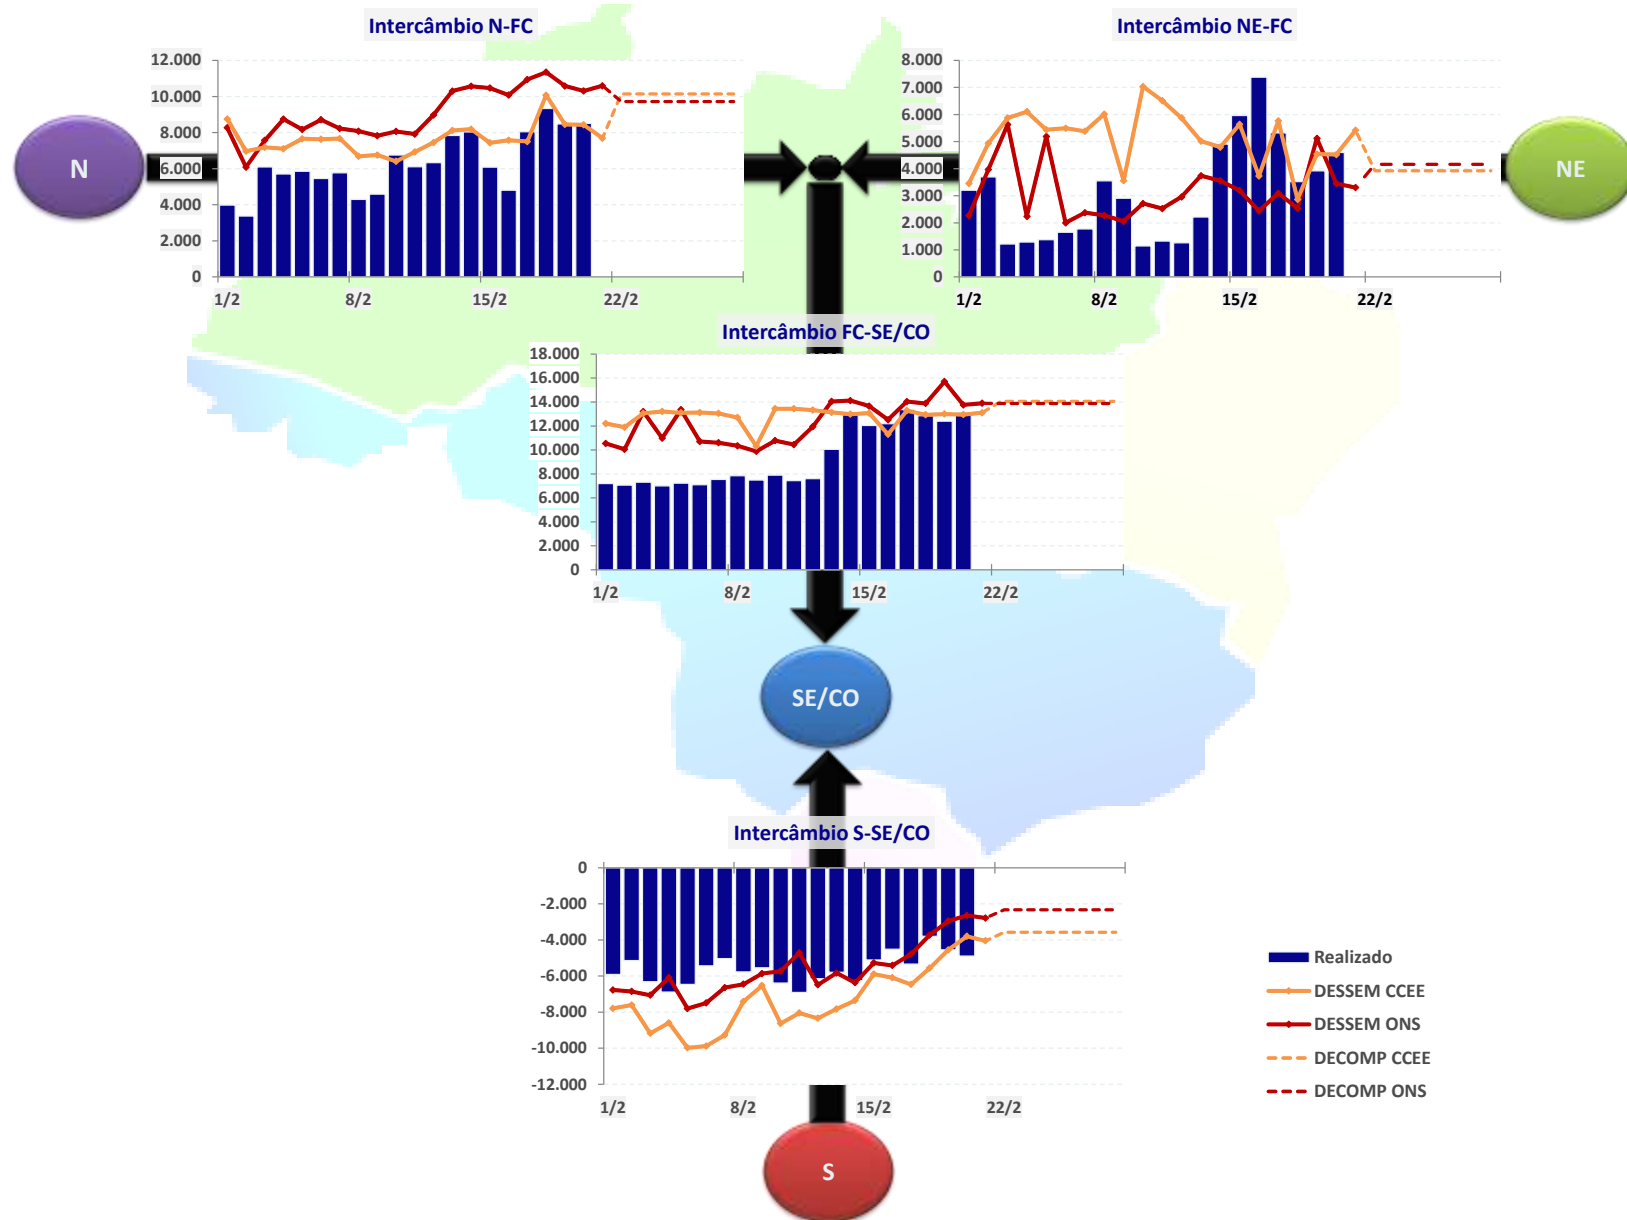 Intercâmbio N-FC
12.000
10.000
8.000
6.000
4.000
2.000
0
1/2 8/2 15/2 22/2
Intercâmbio NE-FC
8.000
7.000
6.000
5.000
4.000
3.000
2.000
1.000
0
1/2 8/2 15/2 22/2
N
NE
Intercâmbio FC-SE/CO
18.000
16.000
14.000
12.000
10.000
8.000
6.000
4.000
2.000
0
1/2 8/2 15/2 22/2
SE/CO
Intercâmbio S-SE/CO
0
-2.000
-4.000
-6.000
-8.000
-10.000
-12.000
1/2 8/2 15/2 22/2
Realizado
DESSEM CCEE
DESSEM ONS
DECOMP CCEE
DECOMP ONS
S